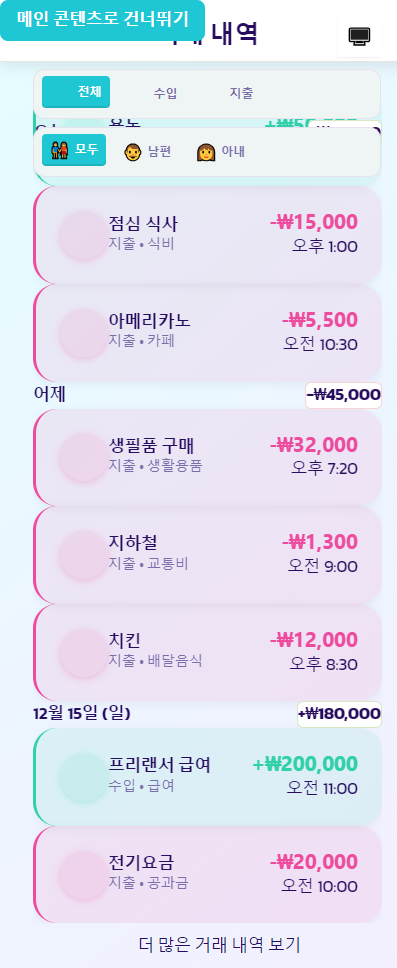 메인 콘텐츠로 건너뛰기
내역
전체 수입 지출
모두 남편 아내
점심 식사 -₩15,000
지출 • 식비 오후 1:00
아메리카노 -₩5,500
지출 • 카페 오전 10:30
어제 -₩45,000
생필품 구매 -₩32,000
지출 • 생활용품 오후 7:20
지하철 -₩1,300
지출 • 교통비 오전 9:00
치킨 -₩12,000
지출 • 배달음식 오후 8:30
12월 15일 (일) +₩180,000
프리랜서 급여 +₩200,000
수입 • 급여 오전 11:00
전기요금 -₩20,000
지출 • 공과금 오전 10:00
더 많은 거래 내역 보기